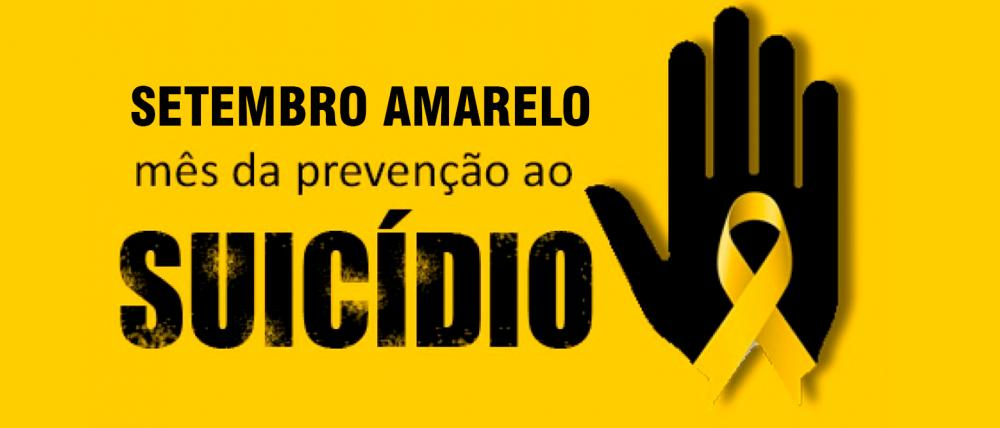 SETEMBRO AMARELO
mês da prevenção ao
SUICÍDIO